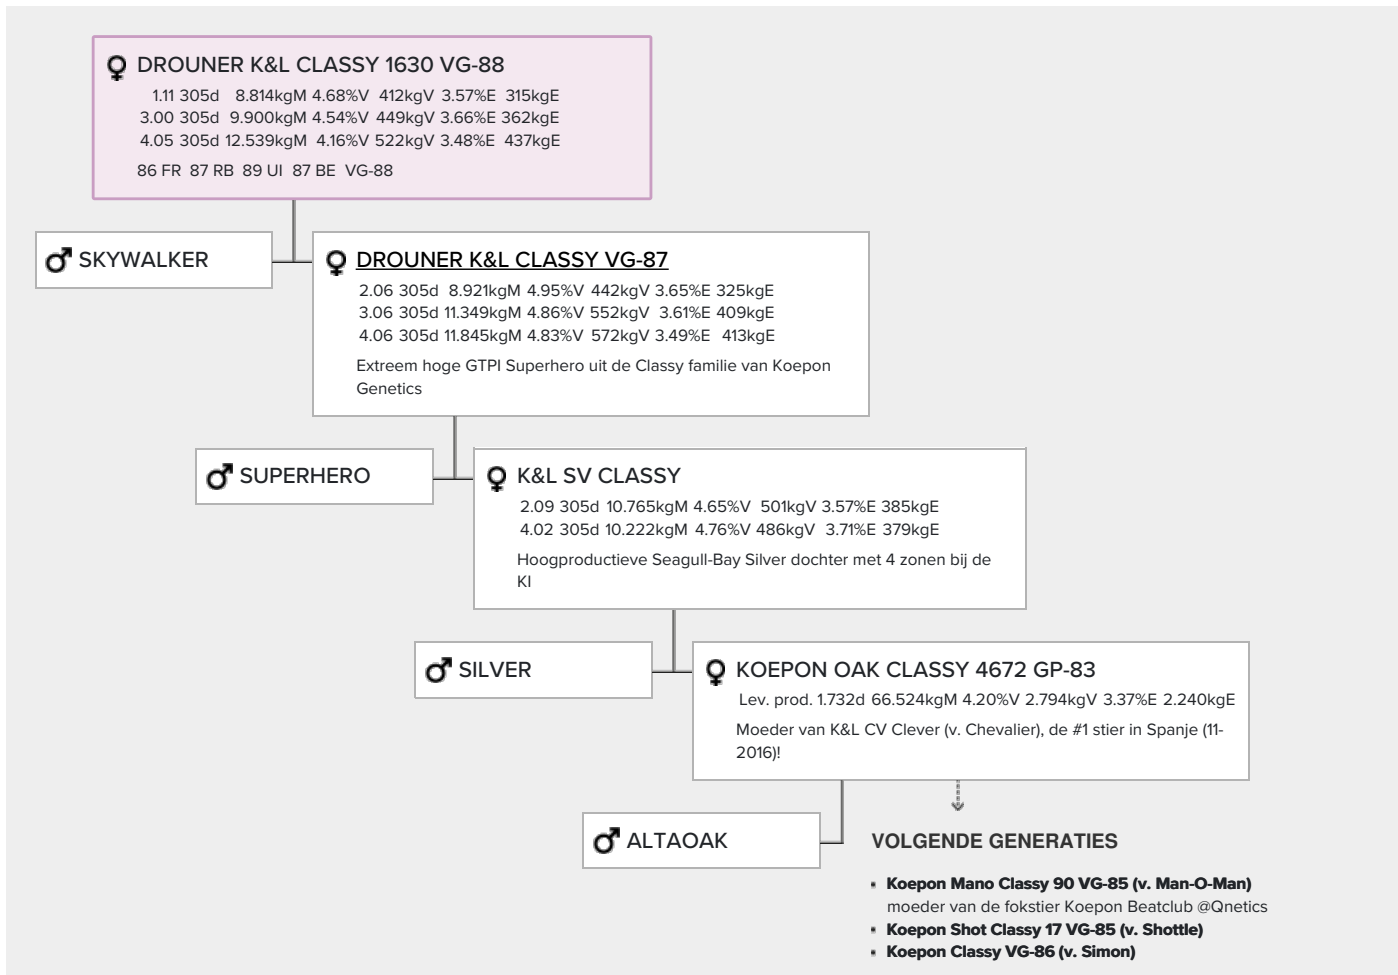 DROUNER K&L CLASSY 1630 VG-88
1.11 305d 8.814kgM 4.68%V 412kgV 3.57%E 315kgE
3.00 305d 9.900kgM 4.54%V 449kgV 3.66%E 362kgE
4.05 305d 12.539kgM 4.16%V 522kgV 3.48%E 437kgE
86 FR 87 RB 89 UI 87 BE VG-88
SKYWALKER
DROUNER K&L CLASSY VG-87
2.06 305d 8.921kgM 4.95%V 442kgV 3.65%E 325kgE
3.06 305d 11.349kgM 4.86%V 552kgV 3.61%E 409kgE
4.06 305d 11.845kgM 4.83%V 572kgV 3.49%E 413kgE
Extreem hoge GTPI Superhero uit de Classy familie van Koepon
Genetics
SUPERHERO
K&L SV CLASSY
2.09 305d 10.765kgM 4.65%V 501kgV 3.57%E 385kgE
4.02 305d 10.222kgM 4.76%V 486kgV 3.71%E 379kgE
Hoogproductieve Seagull-Bay Silver dochter met 4 zonen bij de
KI
SILVER
KOEPON OAK CLASSY 4672 GP-83
Lev. prod. 1.732d 66.524kgM 4.20%V 2.794kgV 3.37%E 2.240kgE
Moeder van K&L CV Clever (v. Chevalier), de #1 stier in Spanje (11-
2016)!
ALTAOAK
VOLGENDE GENERATIES
▪ Koepon Mano Classy 90 VG-85 (v. Man-O-Man)
moeder van de fokstier Koepon Beatclub @Qnetics
▪ Koepon Shot Classy 17 VG-85 (v. Shottle)
▪ Koepon Classy VG-86 (v. Simon)